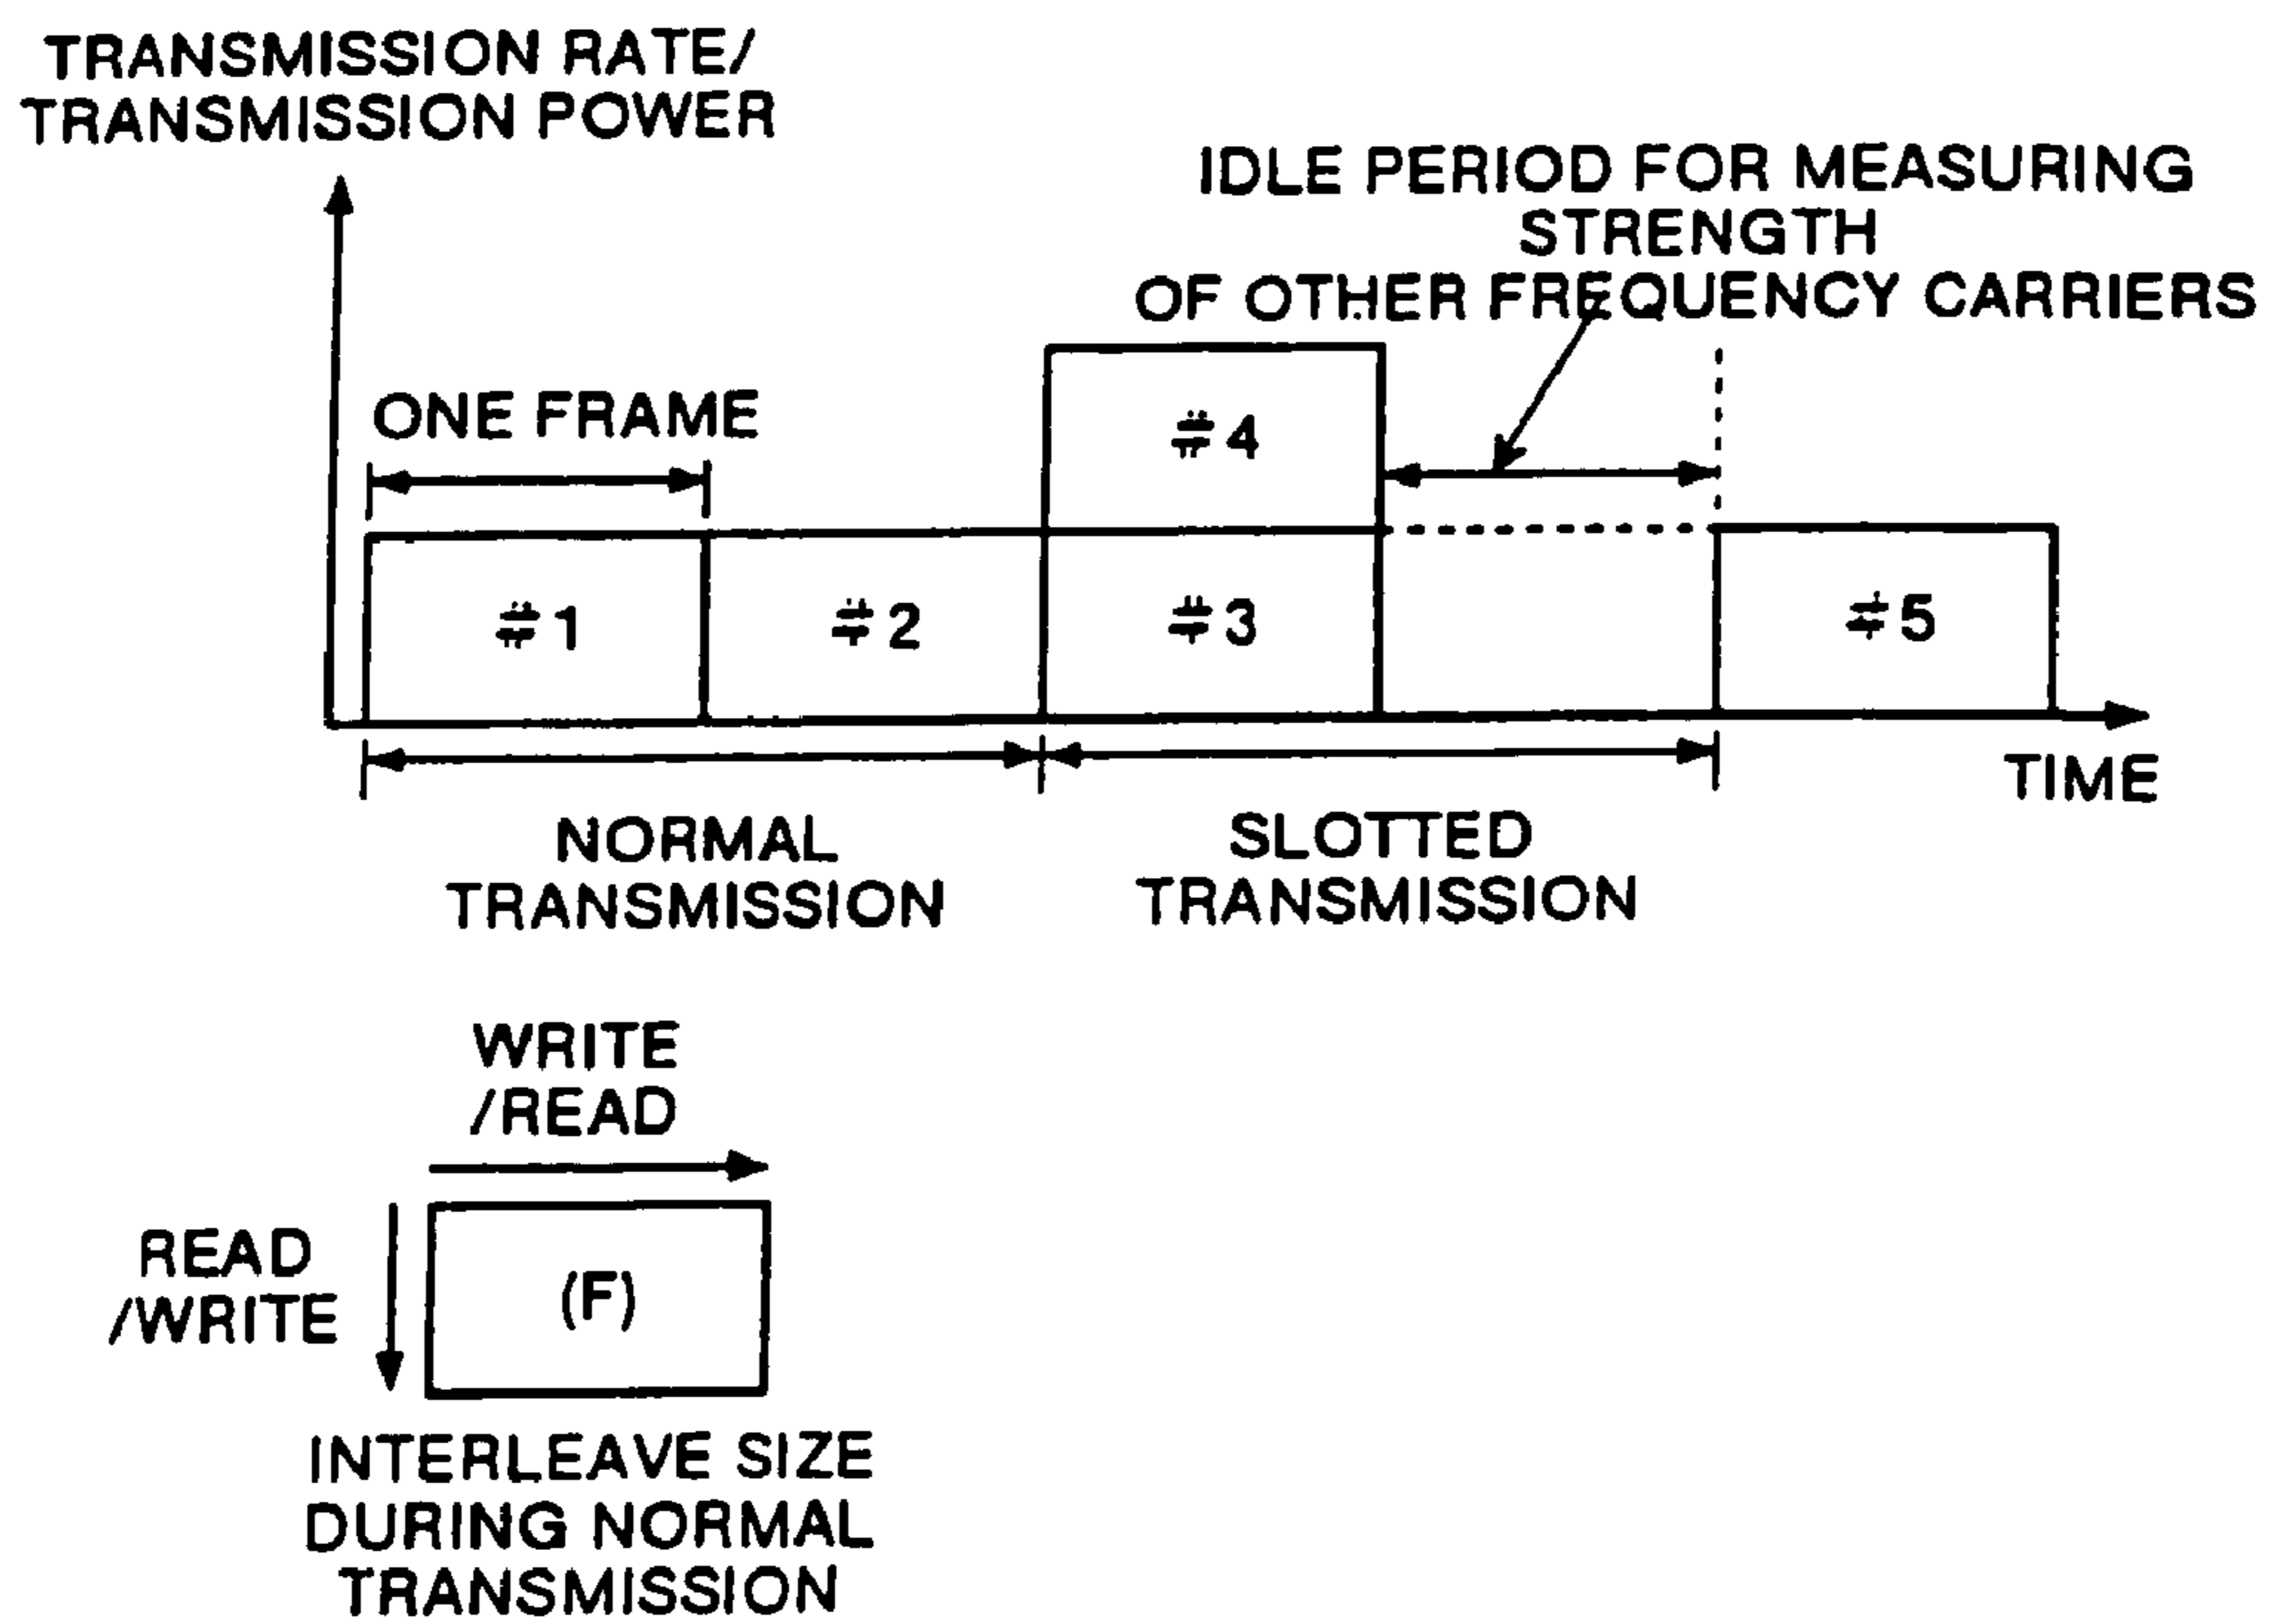 TRANSMISSION RATE/
TRANSMISSION POWER
IDLE PERIOD FOR MEASURING
STRENGTH
OF OTHER FREQUENCY CARRIERS
ONE FRAME
#4
#1
#2
#3
#5
TIME
NORMAL
TRANSMISSION
SLOTTED
TRANSMISSION
WRITE
/READ
READ
/WRITE
(F)
INTERLEAVE SIZE
DURING NORMAL
TRANSMISSION